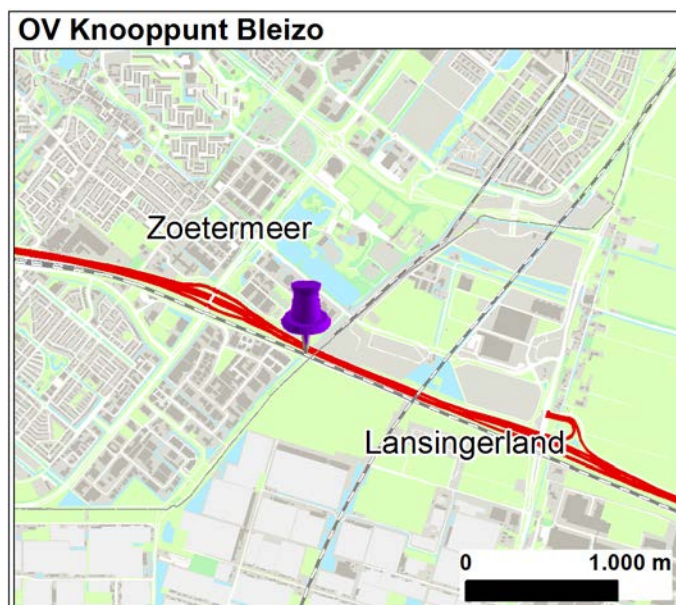 OV Knooppunt Bleizo
Zoetermeer
Lansingerland
0 1.000 m